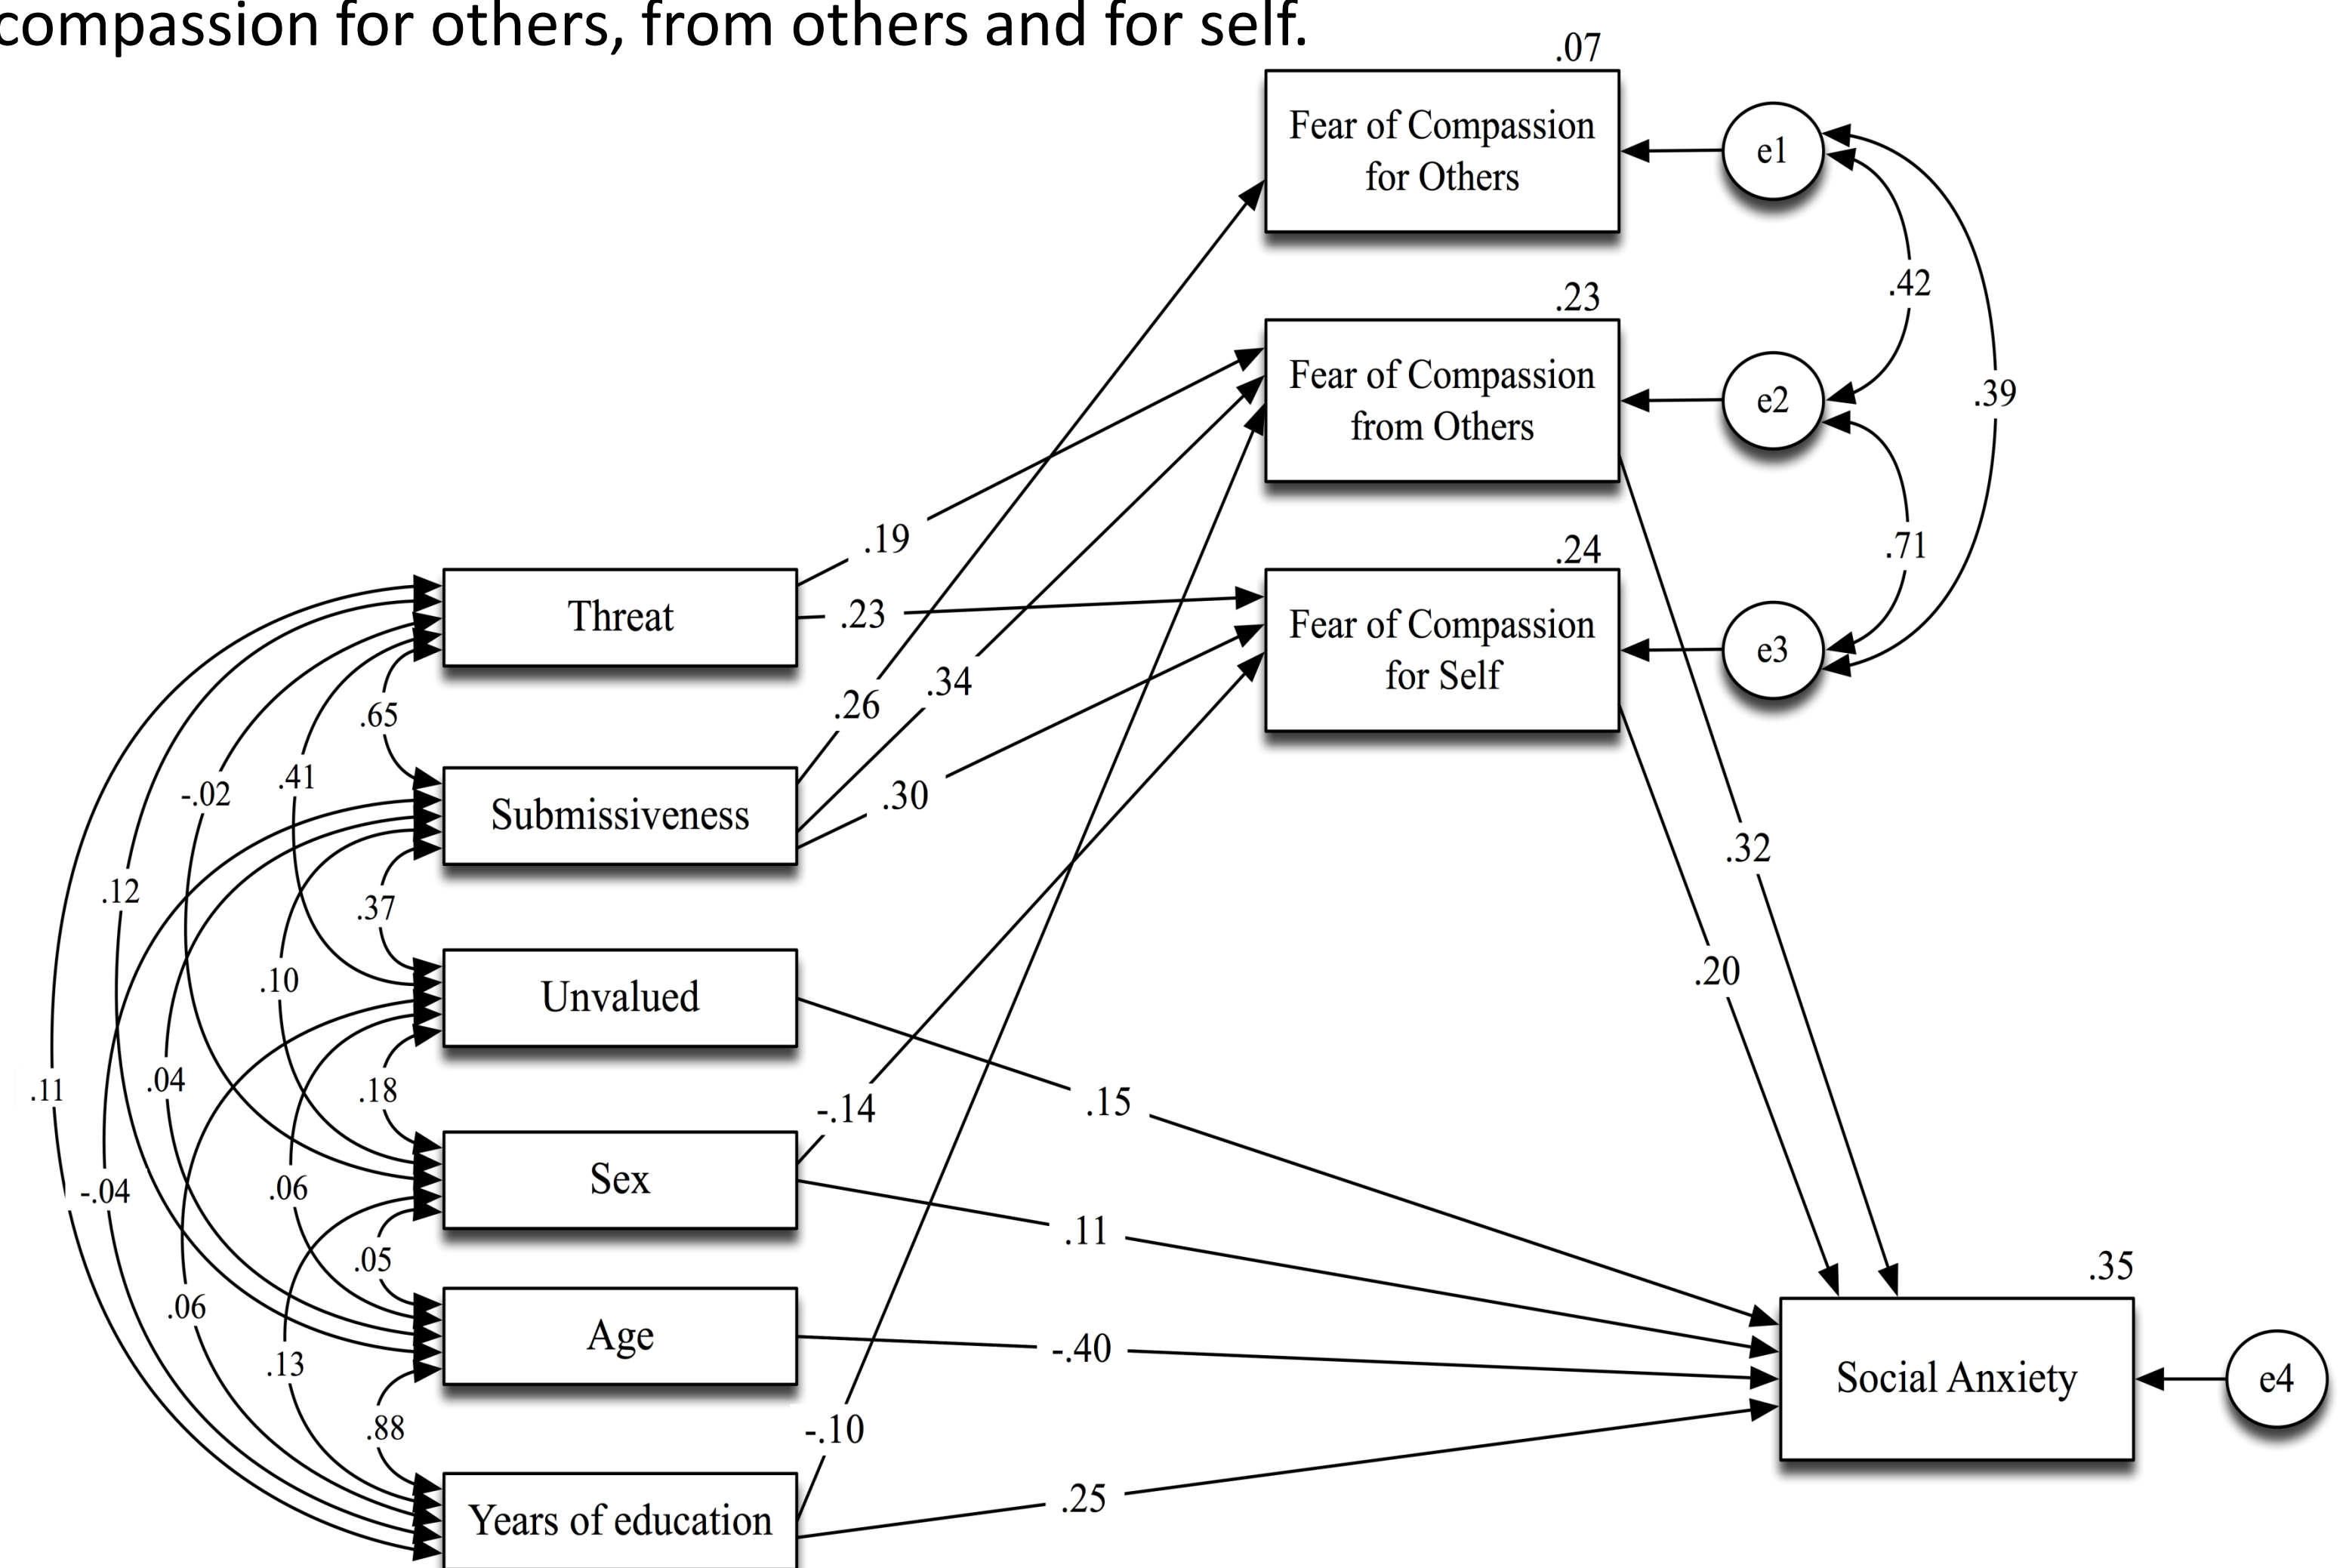 compassion for others, from others and for self.
.07
Fear of Compassion
for Others
e1
.42
.23
Fear of Compassion
from Others
e2
.39
.19
.24
.71
Threat
.23
Fear of Compassion
for Self
e3
.65
.26
.34
-.02
.41
Submissiveness
.30
.32
.12
.37
.10
Unvalued
.20
.11
.04
.18
-.14
.15
-.04
.06
Sex
.11
.05
.35
.06
Age
-.40
.13
Social Anxiety
e4
.88
-.10
.25
Years of education